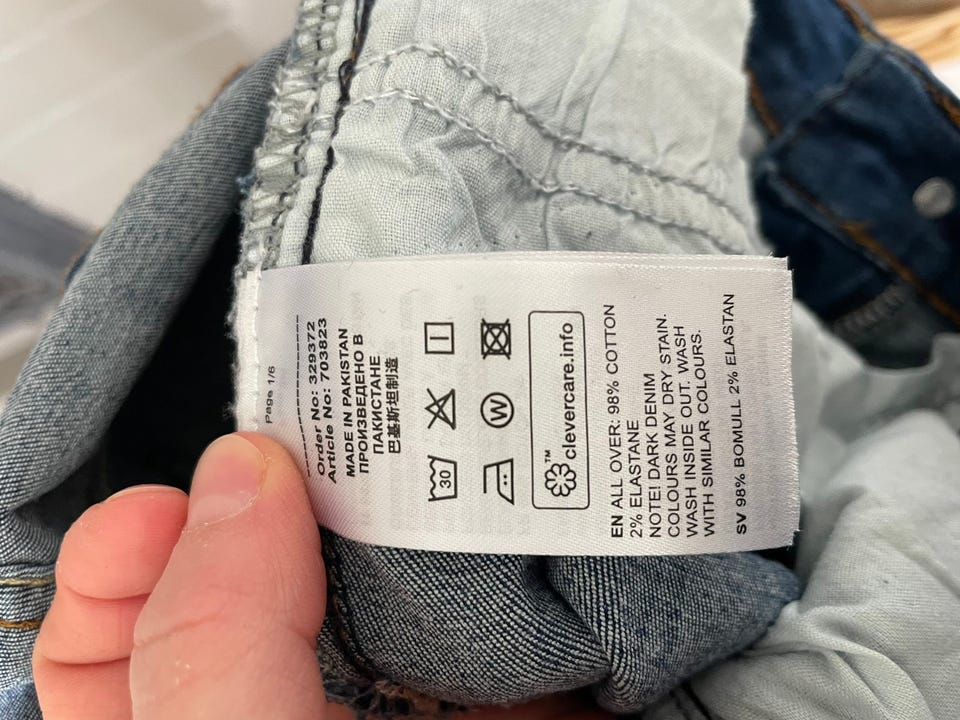 Page 1/6
Order No: 329372
Article No: 703823
MADE IN PAKISTAN
ПРОИЗВЕДЕНО В
ПАКИСТАНЕ
巴基斯坦制造
30
W
clevercare.info™
EN ALL OVER: 98% COTTON
2% ELASTANE
NOTE! DARK DENIM
COLOURS MAY DRY STAIN.
WASH INSIDE OUT. WASH
WITH SIMILAR COLOURS.
SV 98% BOMULL 2% ELASTAN